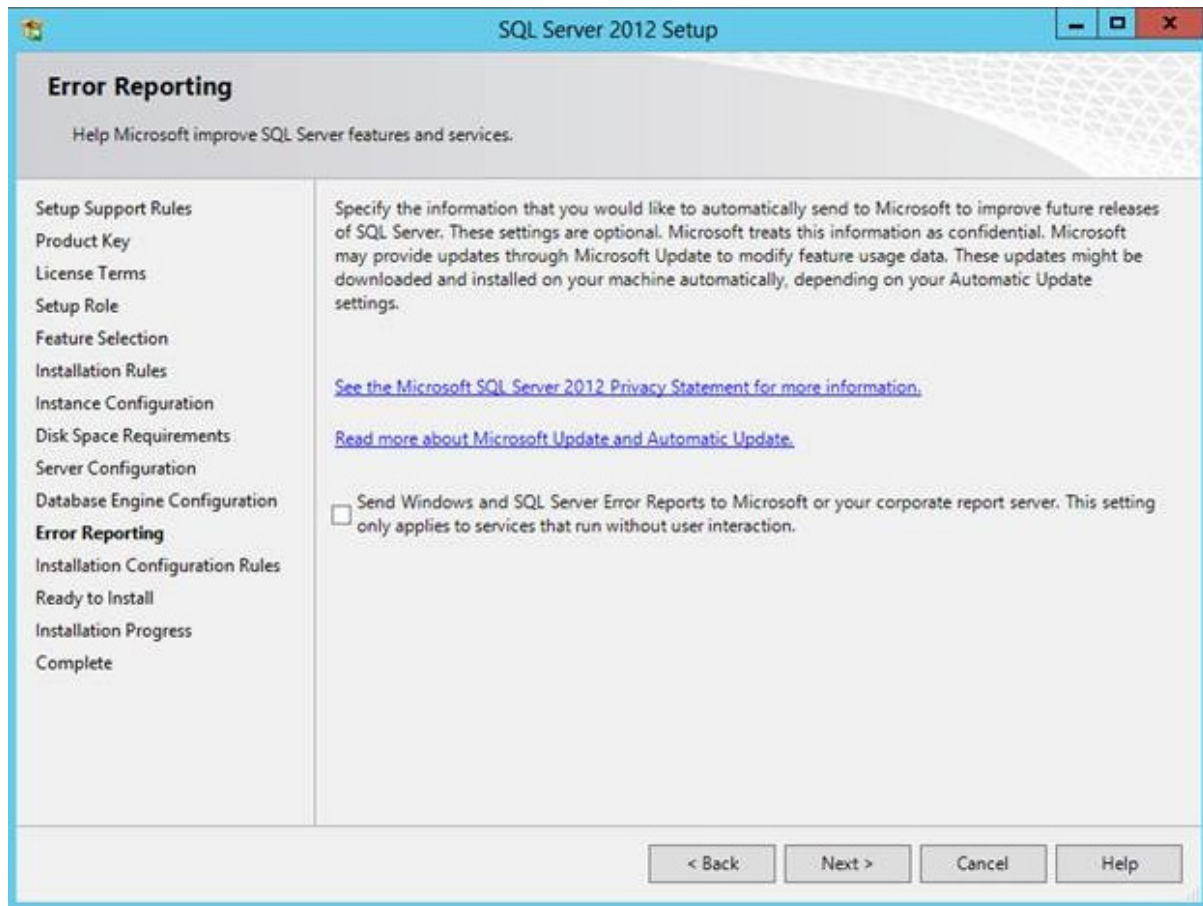 SQL Server 2012 Setup
Error Reporting
Help Microsoft improve SQL Server features and services.
Setup Support Rules
Product Key
License Terms
Setup Role
Feature Selection
Installation Rules
Instance Configuration
Disk Space Requirements
Server Configuration
Database Engine Configuration
Error Reporting
Installation Configuration Rules
Ready to Install
Installation Progress
Complete
Specify the information that you would like to automatically send to Microsoft to improve future releases
of SQL Server. These settings are optional. Microsoft treats this information as confidential. Microsoft
may provide updates through Microsoft Update to modify feature usage data. These updates might be
downloaded and installed on your machine automatically, depending on your Automatic Update
settings.
See the Microsoft SQL Server 2012 Privacy Statement for more information.
Read more about Microsoft Update and Automatic Update.
Send Windows and SQL Server Error Reports to Microsoft or your corporate report server. This setting
only applies to services that run without user interaction.
< Back
Next >
Cancel
Help